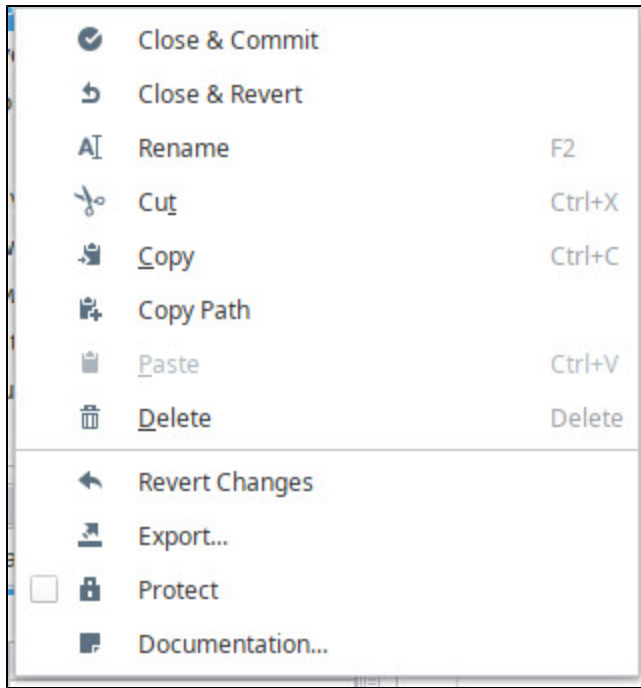 Close & Commit
Close & Revert
Rename F2
Cut Ctrl+X
Copy Ctrl+C
Copy Path
Paste Ctrl+V
Delete Delete
Revert Changes
Export...
Protect
Documentation...